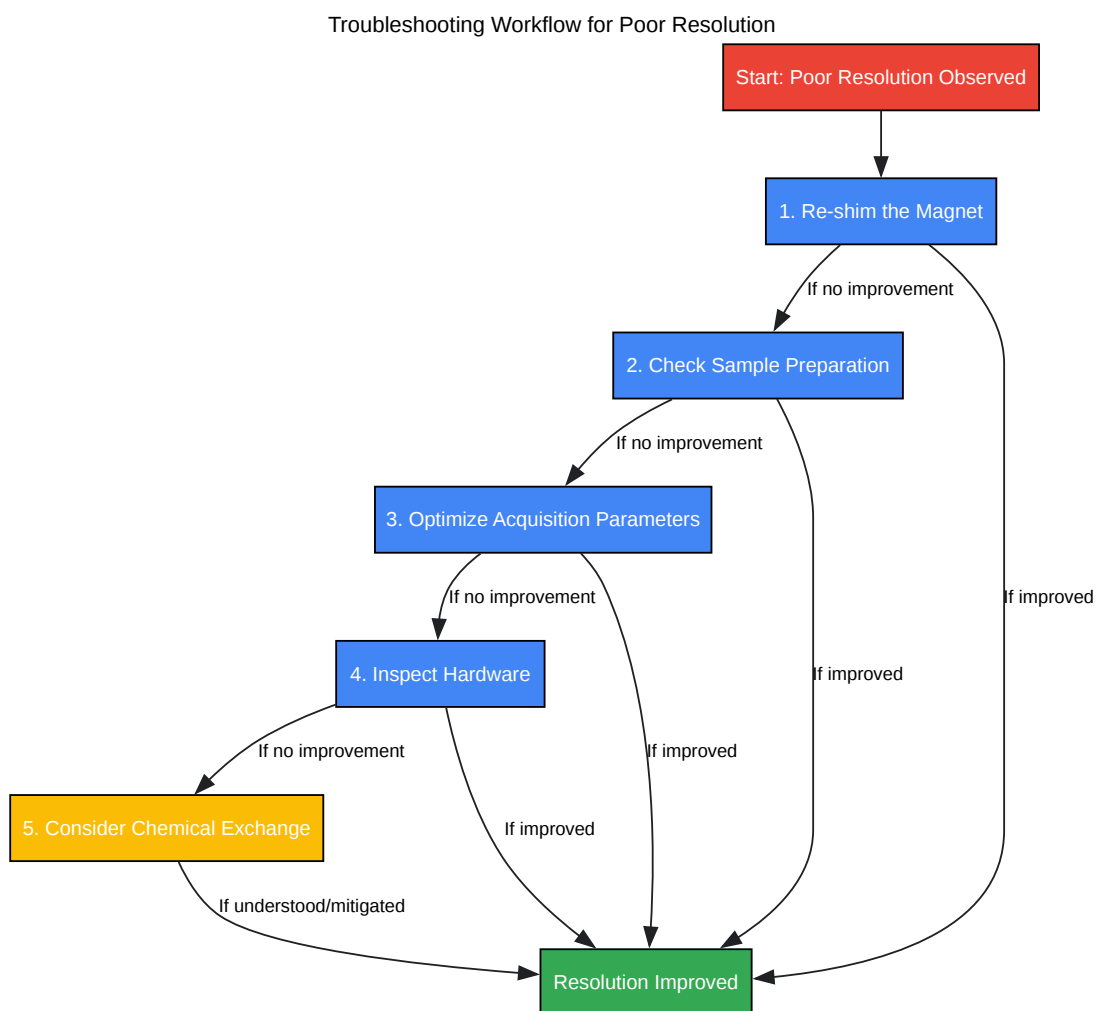 Troubleshooting Workflow for Poor Resolution
Start: Poor Resolution Observed
1. Re-shim the Magnet
If no improvement
2. Check Sample Preparation
If no improvement
3. Optimize Acquisition Parameters
If no improvement
If improved
4. Inspect Hardware
If improved
If no improvement
If improved
5. Consider Chemical Exchange
If improved
If understood/mitigated
Resolution Improved